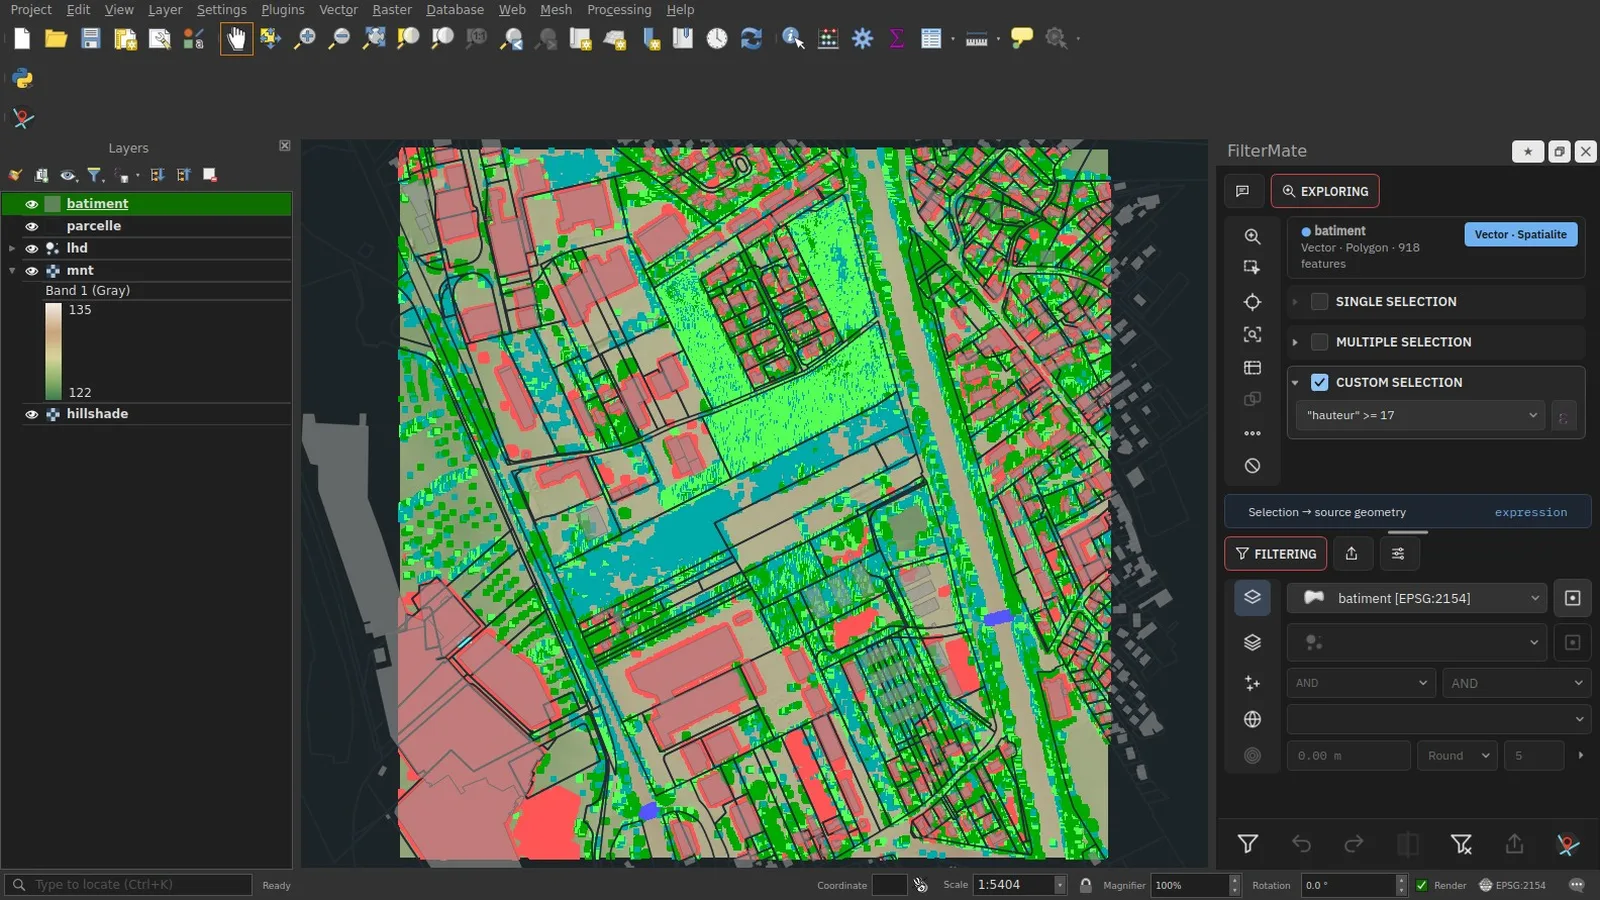 Project Edit View Layer Settings Plugins Vector Raster Database Web Mesh Processing Help
Layers
batiment
parcelle
lhd
mnt
Band 1 (Gray)
135
122
hillshade
FilterMate
EXPLORING
batiment
Vector · Polygon · 918
features
Vector · Spatialite
SINGLE SELECTION
MULTIPLE SELECTION
CUSTOM SELECTION
"hauteur" >= 17
Selection → source geometry expression
FILTERING
batiment [EPSG:2154]
AND AND
0.00 m Round 5
Type to locate (Ctrl+K) Ready Coordinate Scale 1:5404 Magnifier 100% Rotation 0.0 ° Render EPSG:2154